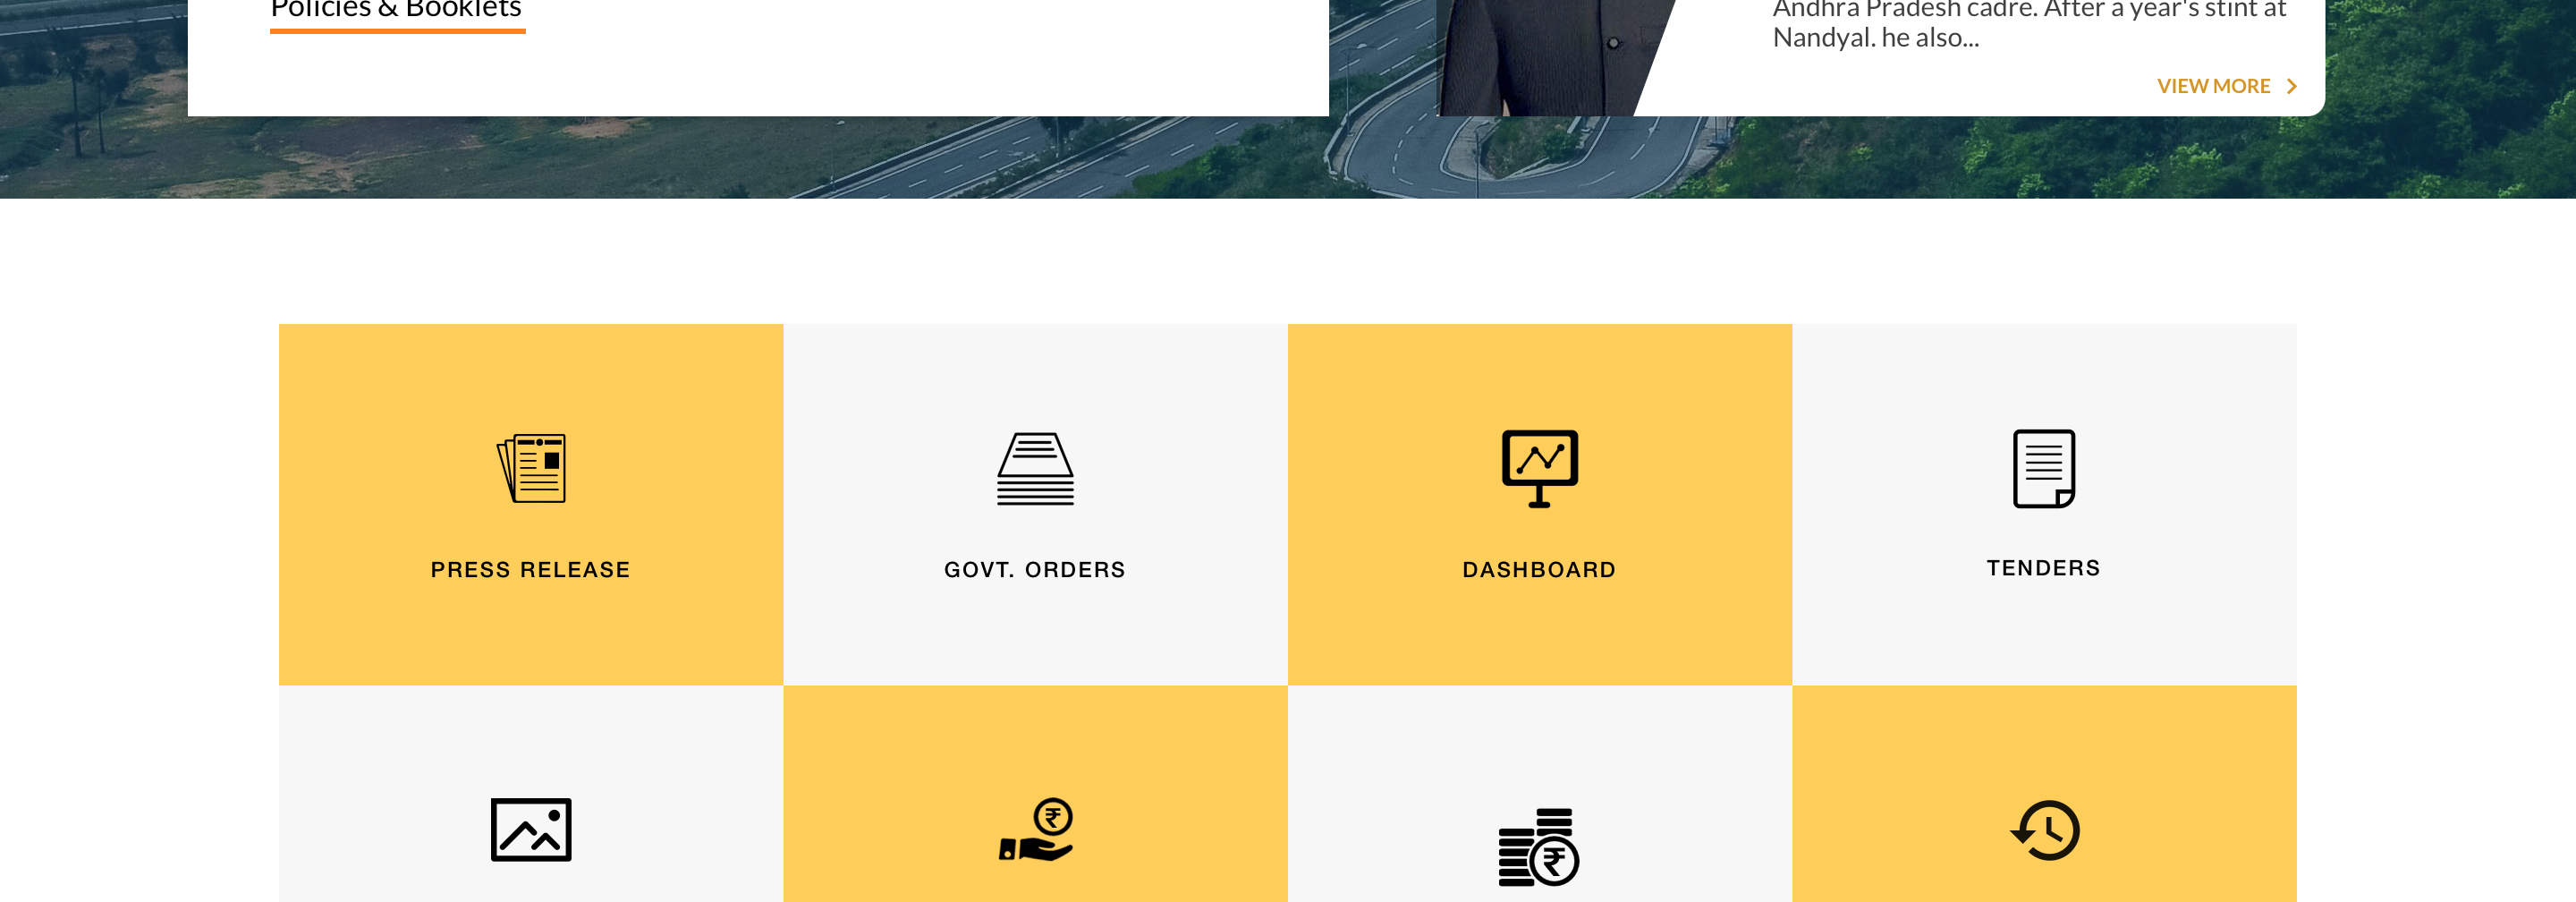 Policies & Booklets
Andhra Pradesh cadre. After a year's stint at
Nandyal. he also...
VIEW MORE
PRESS RELEASE
GOVT. ORDERS
DASHBOARD
TENDERS